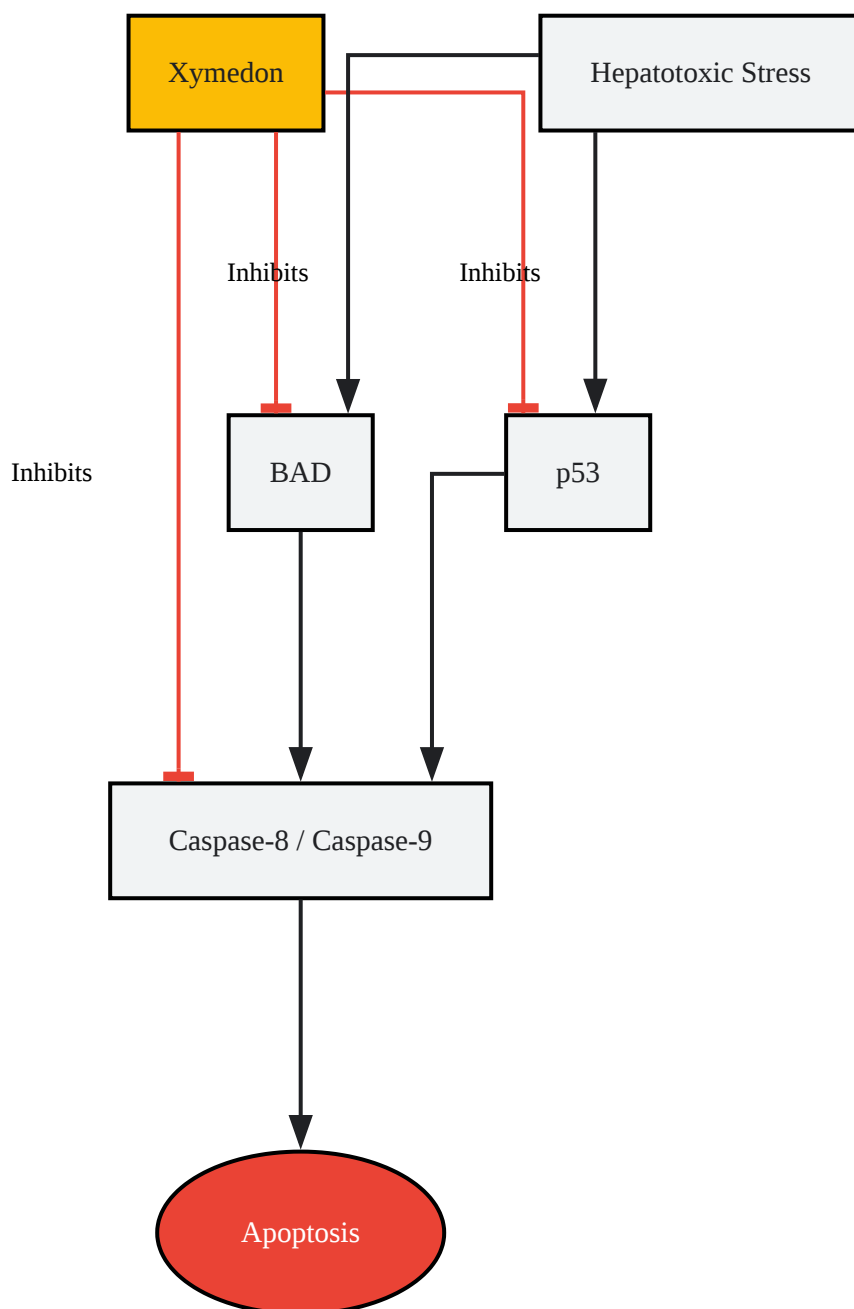 Xymedon
Hepatotoxic Stress
Inhibits
Inhibits
Inhibits
BAD
p53
Caspase-8 / Caspase-9
Apoptosis